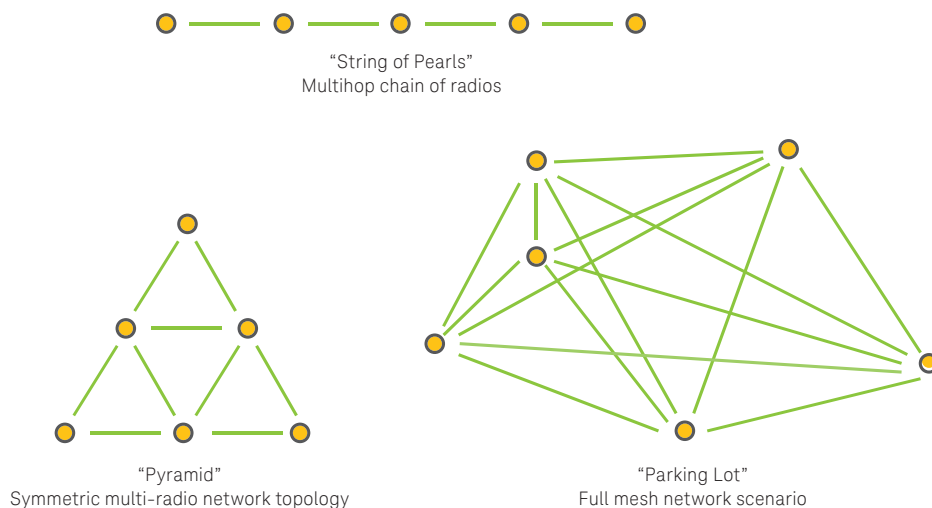 “String of Pearls”
Multihop chain of radios
“Pyramid”
Symmetric multi-radio network topology
“Parking Lot”
Full mesh network scenario